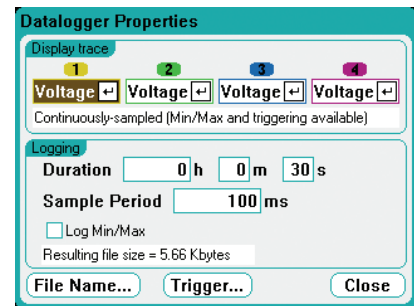 Datalogger Properties
Display trace
1 2 3 4
Voltage Voltage Voltage Voltage
Continuously-sampled (Min/Max and triggering available)
Logging
Duration 0 h 0 m 30 s
Sample Period 100 ms
Log Min/Max
Resulting file size = 5.66 Kbytes
File Name... Trigger... Close